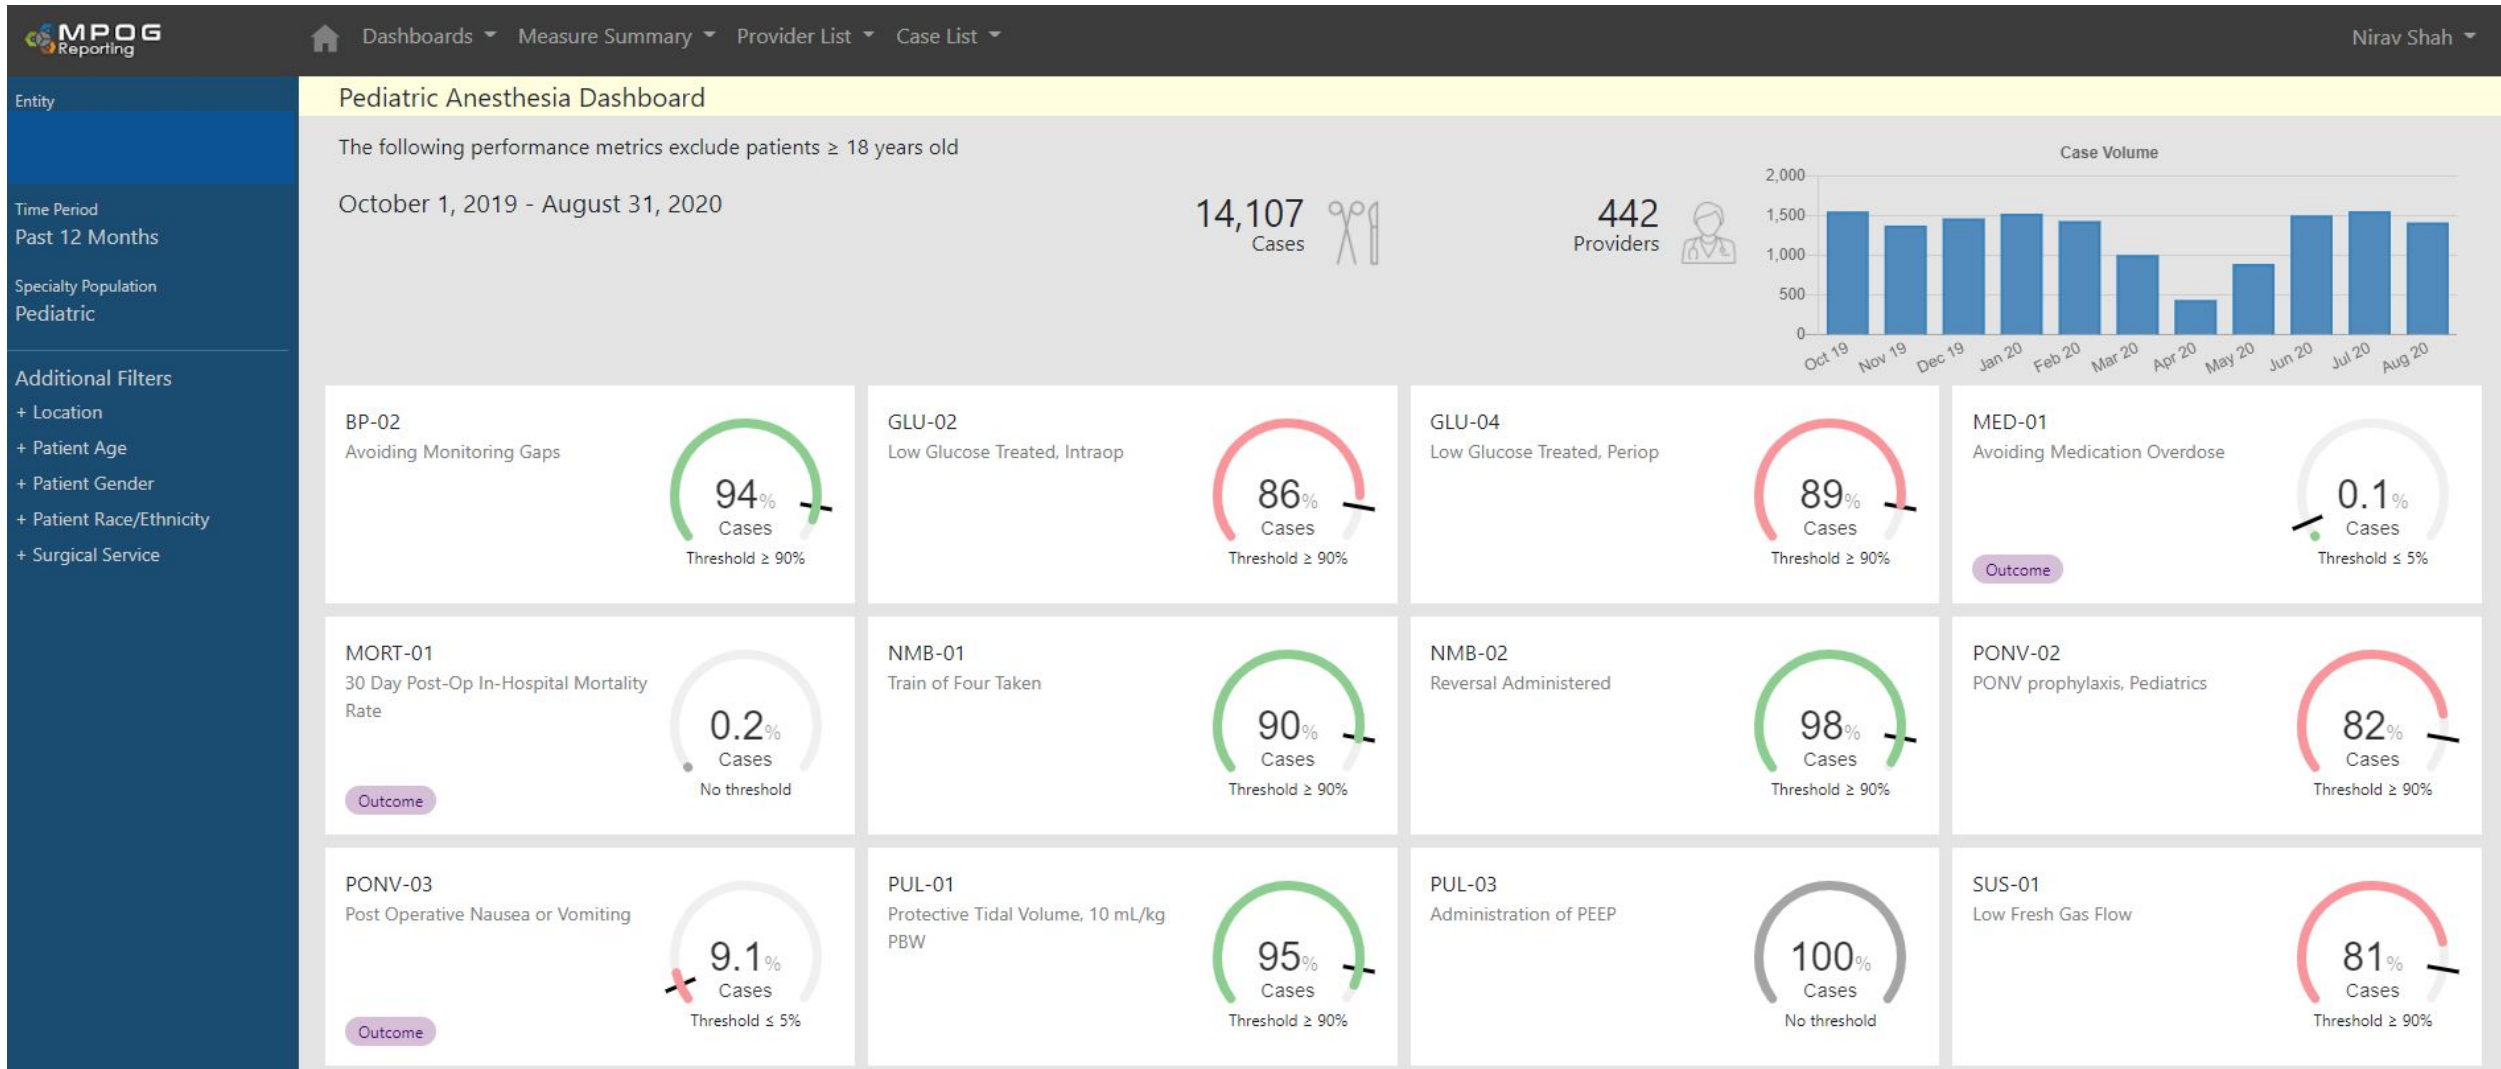 MPOG
Reporting
Dashboards
Measure Summary
Provider List
Case List
Nirav Shah
Entity
Time Period
Past 12 Months
Specialty Population
Pediatric
Additional Filters
+ Location
+ Patient Age
+ Patient Gender
+ Patient Race/Ethnicity
+ Surgical Service
Pediatric Anesthesia Dashboard
The following performance metrics exclude patients ≥ 18 years old
October 1, 2019 - August 31, 2020
14,107
Cases
442
Providers
Case Volume
2,000
1,500
1,000
500
0
Oct 19
Nov 19
Dec 19
Jan 20
Feb 20
Mar 20
Apr 20
May 20
Jun 20
Jul 20
Aug 20
BP-02
Avoiding Monitoring Gaps
94%
Cases
Threshold ≥ 90%
GLU-02
Low Glucose Treated, Intraop
86%
Cases
Threshold ≥ 90%
GLU-04
Low Glucose Treated, Periop
89%
Cases
Threshold ≥ 90%
MED-01
Avoiding Medication Overdose
0.1%
Cases
Threshold ≤ 5%
Outcome
MORT-01
30 Day Post-Op In-Hospital Mortality
Rate
0.2%
Cases
No threshold
Outcome
NMB-01
Train of Four Taken
90%
Cases
Threshold ≥ 90%
NMB-02
Reversal Administered
98%
Cases
Threshold ≥ 90%
PONV-02
PONV prophylaxis, Pediatrics
82%
Cases
Threshold ≥ 90%
PONV-03
Post Operative Nausea or Vomiting
9.1%
Cases
Threshold ≤ 5%
Outcome
PUL-01
Protective Tidal Volume, 10 mL/kg
PBW
95%
Cases
Threshold ≥ 90%
PUL-03
Administration of PEEP
100%
Cases
No threshold
SUS-01
Low Fresh Gas Flow
81%
Cases
Threshold ≥ 90%